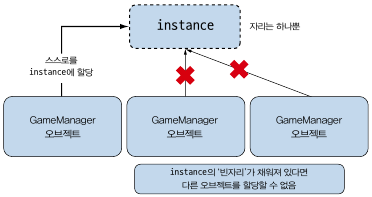 instance
자리는 하나뿐
스스로를
instance에 할당
GameManager
오브젝트
GameManager
오브젝트
GameManager
오브젝트
instance의 '빈자리'가 채워져 있다면
다른 오브젝트를 할당할 수 없음